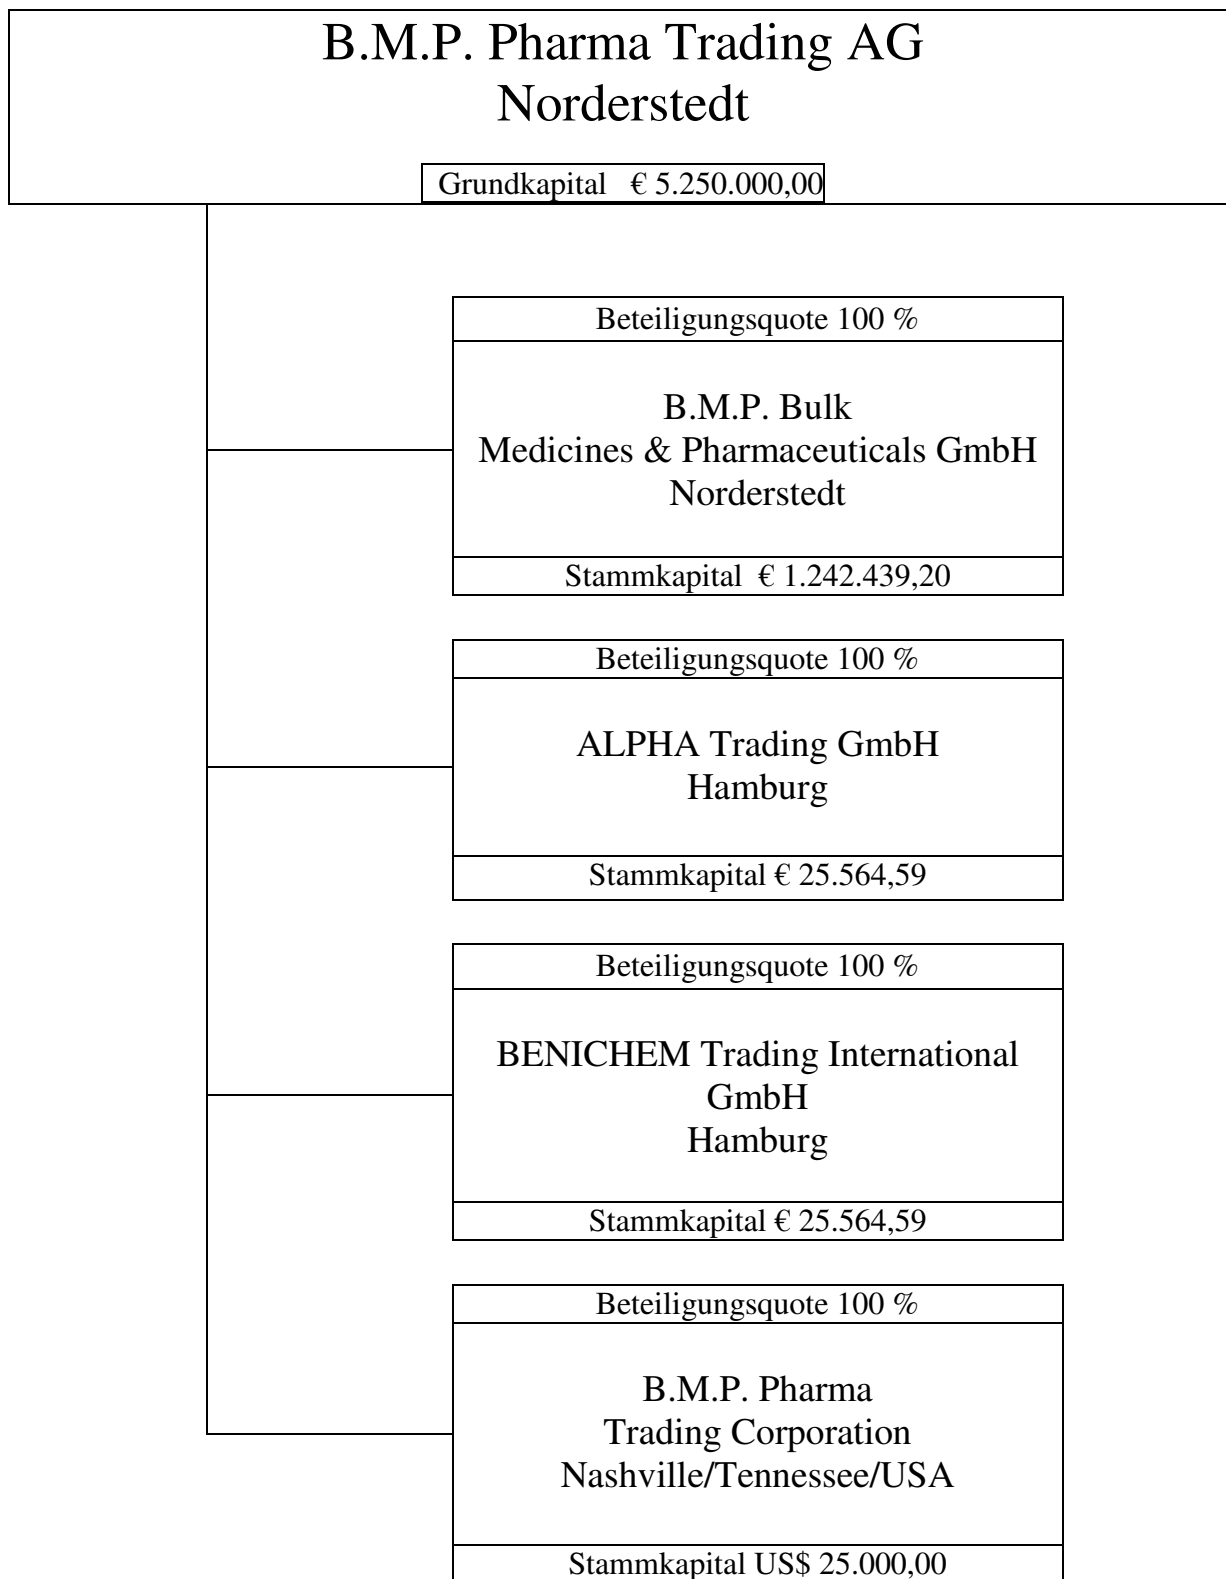 B.M.P. Pharma Trading AG
Norderstedt
Grundkapital € 5.250.000,00
Beteiligungsquote 100 %
B.M.P. Bulk
Medicines & Pharmaceuticals GmbH
Norderstedt
Stammkapital € 1.242.439,20
Beteiligungsquote 100 %
ALPHA Trading GmbH
Hamburg
Stammkapital € 25.564,59
Beteiligungsquote 100 %
BENICHEM Trading International
GmbH
Hamburg
Stammkapital € 25.564,59
Beteiligungsquote 100 %
B.M.P. Pharma
Trading Corporation
Nashville/Tennessee/USA
Stammkapital US$ 25.000,00